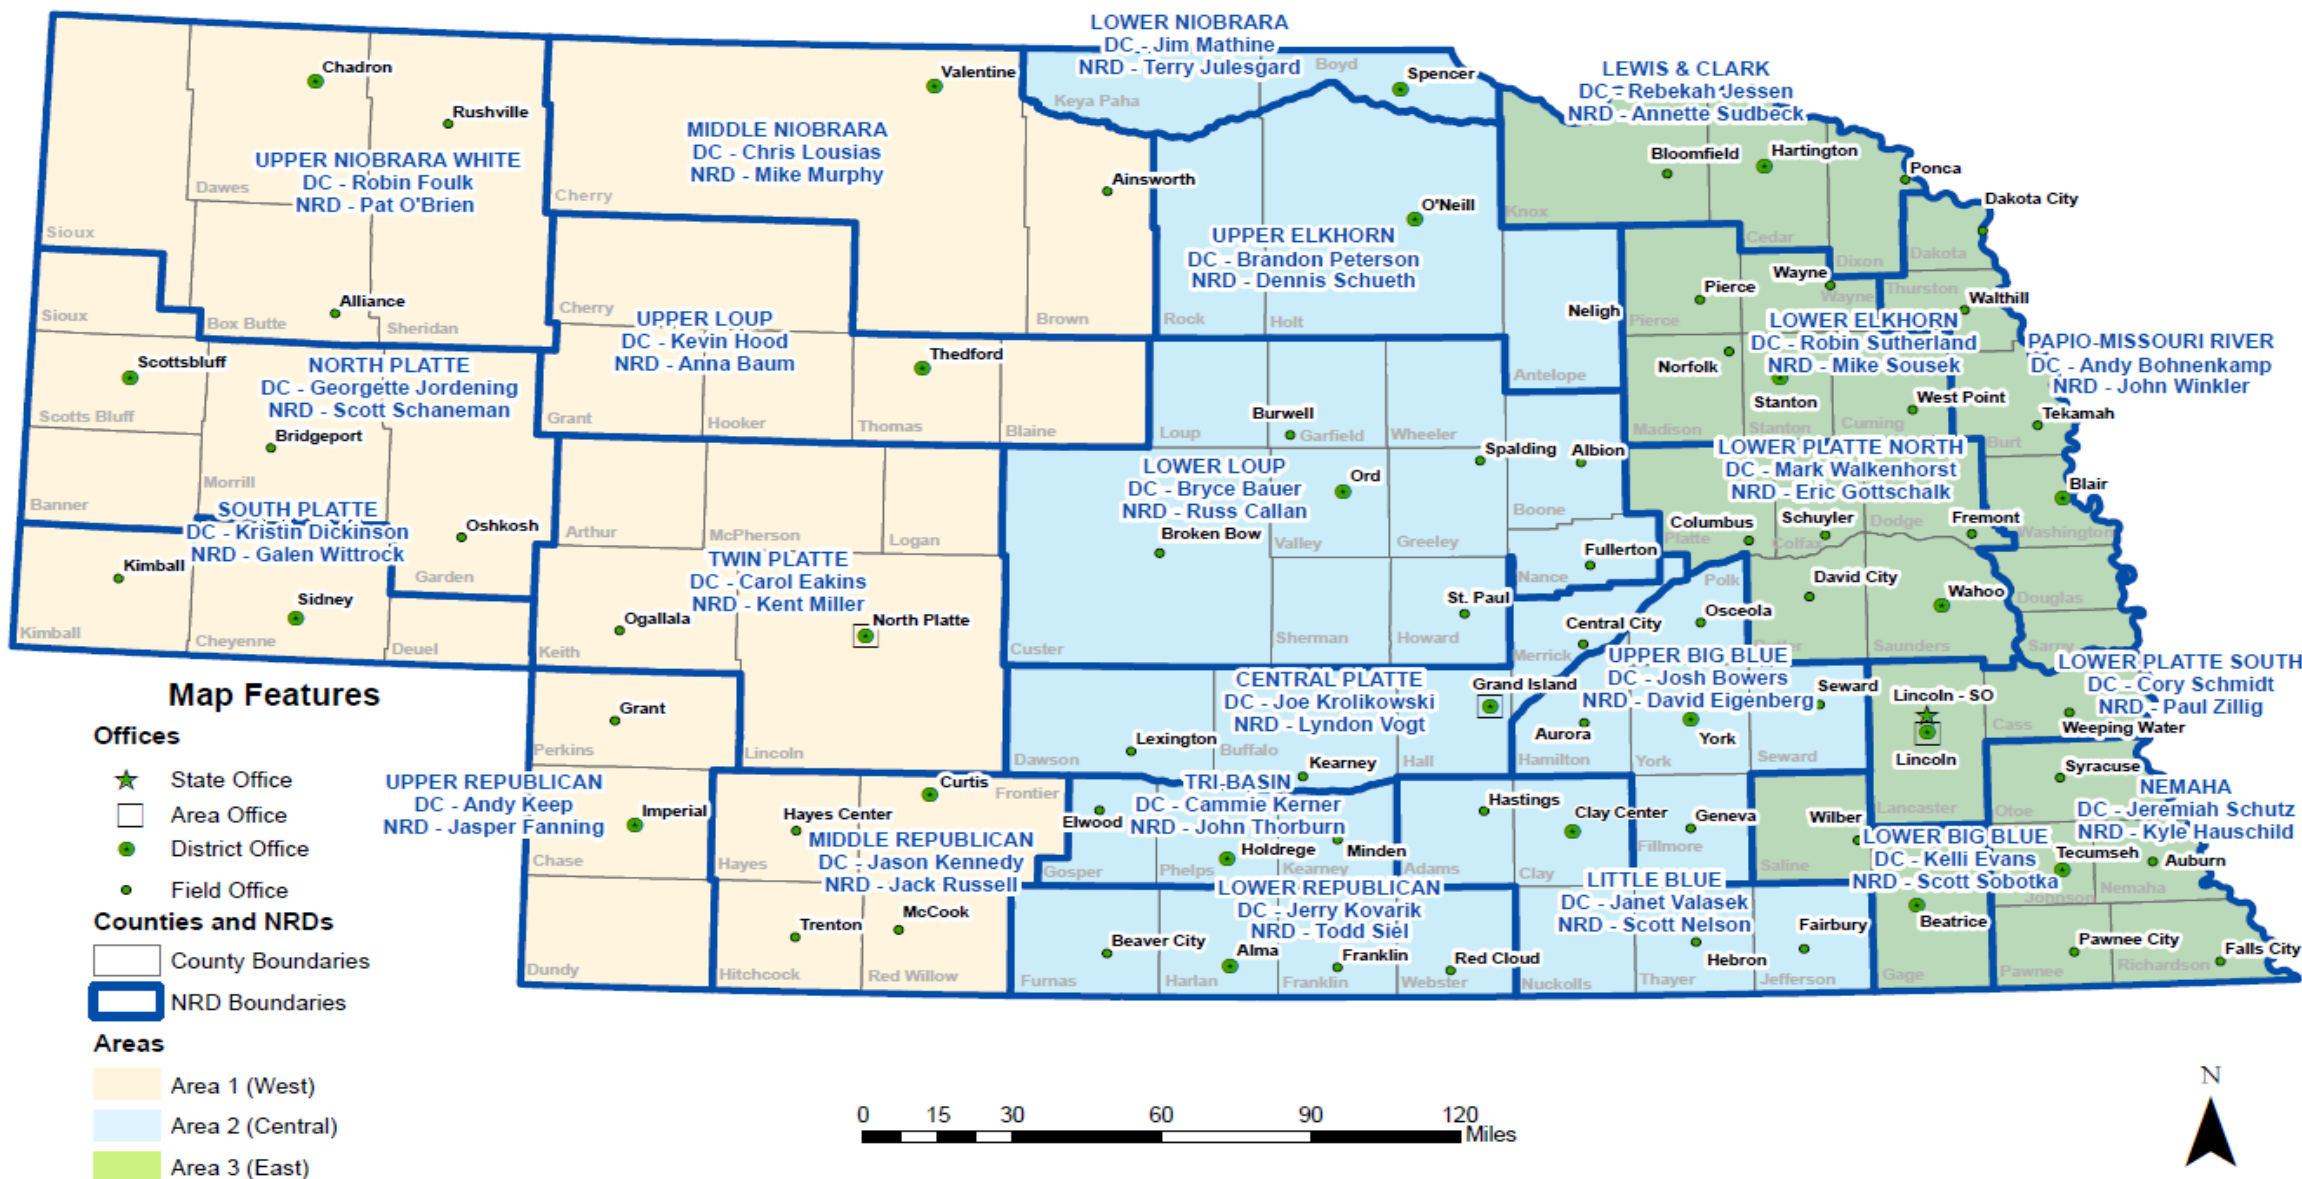 LOWER NIOBRARA
DC - Jim Mathine
NRD - Terry Julesgard
LEWIS & CLARK
DC - Rebekah Jessen
NRD - Annette Sudbeck
Chadron
Rushville
Valentine
Boyd
Spencer
Keya Paha
UPPER NIOBRARA WHITE
DC - Robin Foulk
NRD - Pat O'Brien
Dawes
Sioux
MIDDLE NIOBRARA
DC - Chris Lousias
NRD - Mike Murphy
Cherry
Ainsworth
Bloomfield
Hartington
Ponca
Dakota City
Knox
Cedar
Dixon
Dakota
O'Neill
UPPER ELKHORN
DC - Brandon Peterson
NRD - Dennis Schueth
Sioux
Alliance
Box Butte
Sheridan
Cherry
Brown
Rock
Holt
Neligh
Antelope
Pierce
Pierce
Wayne
Wayne
Thurston
Walthill
UPPER LOUP
DC - Kevin Hood
NRD - Anna Baum
Thedford
LOWER ELKHORN
DC - Robin Sutherland
NRD - Mike Sousek
PAPIO-MISSOURI RIVER
DC - Andy Bohnenkamp
NRD - John Winkler
Scottsbluff
Scotts Bluff
NORTH PLATTE
DC - Georgette Jordening
NRD - Scott Schaneman
Bridgeport
Grant
Hooker
Thomas
Blaine
Loup
Burwell
Garfield
Wheeler
Norfolk
Stanton
West Point
Tekamah
Madison
Stanton
Cuming
Burt
Banner
Morrill
SOUTH PLATTE
DC - Kristin Dickinson
NRD - Galen Wittrock
Oshkosh
Garden
Arthur
McPherson
Logan
LOWER LOUP
DC - Bryce Bauer
NRD - Russ Callan
Broken Bow
Ord
Spalding
Albion
Boone
Valley
Greeley
LOWER PLATTE NORTH
DC - Mark Walkenhorst
NRD - Eric Gottschalk
Blair
Columbus
Schuyler
Dodge
Fremont
Washington
Platte
Colfax
Fullerton
Nance
Polk
Kimball
Sidney
Kimball
Cheyenne
Deuel
TWIN PLATTE
DC - Carol Eakins
NRD - Kent Miller
Ogallala
North Platte
Keith
Custer
Sherman
Howard
St. Paul
Central City
Merrick
Osceola
David City
Wahoo
Douglas
Butler
Saunders
Sarpy
UPPER BIG BLUE
DC - Josh Bowers
NRD - David Eigenberg
Seward
LOWER PLATTE SOUTH
DC - Cory Schmidt
NRD - Paul Zillig
CENTRAL PLATTE
DC - Joe Krolikowski
NRD - Lyndon Vogt
Grand Island
Aurora
York
Lincoln - SO
Lincoln
Cass
Weeping Water
Grant
Perkins
Lincoln
Dawson
Lexington
Buffalo
Kearney
Hall
Hamilton
York
Seward
Syracuse
UPPER REPUBLICAN
DC - Andy Keep
NRD - Jasper Fanning
Imperial
Chase
Curtis
Frontier
Hayes Center
Hayes
MIDDLE REPUBLICAN
DC - Jason Kennedy
NRD - Jack Russell
Elwood
Gosper
TRI-BASIN
DC - Cammie Kerner
NRD - John Thorburn
Holdrege
Minden
Phelps
Kearney
Hastings
Adams
Clay Center
Clay
Geneva
Fillmore
Wilber
Saline
Lancaster
Otoe
NEMAHA
DC - Jeremiah Schutz
NRD - Kyle Hauschild
LOWER BIG BLUE
DC - Kelli Evans
NRD - Scott Sobotka
Tecumseh
Auburn
Nemaha
Johnson
Beatrice
Gage
Pawnee City
Pawnee
Richardson
Falls City
LITTLE BLUE
DC - Janet Valasek
NRD - Scott Nelson
Hebron
Fairbury
Nuckolls
Thayer
Jefferson
LOWER REPUBLICAN
DC - Jerry Kovarik
NRD - Todd Siel
Beaver City
Alma
Franklin
Red Cloud
Furnas
Harlan
Franklin
Webster
Trenton
McCook
Dundy
Hitchcock
Red Willow
Map Features
Offices
State Office
Area Office
District Office
Field Office
Counties and NRDs
County Boundaries
NRD Boundaries
Areas
Area 1 (West)
Area 2 (Central)
Area 3 (East)
0 15 30 60 90 120
Miles
N